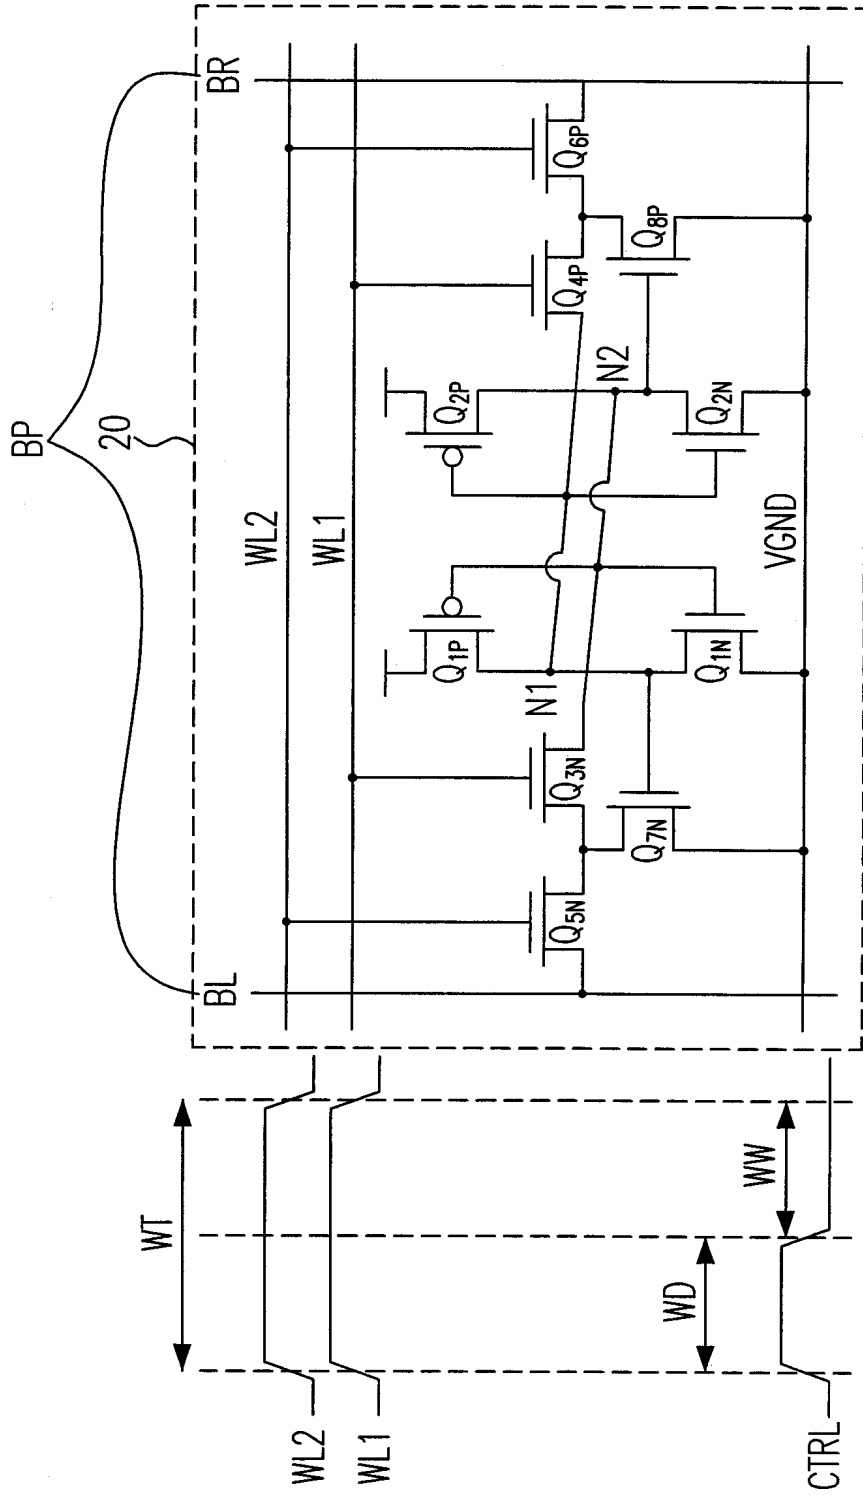 BP
20
BL
BR
WL2
WL1
Q1P
Q2P
N1
N2
Q5N
Q3N
Q4P
Q6P
Q7N
Q8P
Q1N
Q2N
VGND
WT
WL2
WL1
WD
WW
CTRL